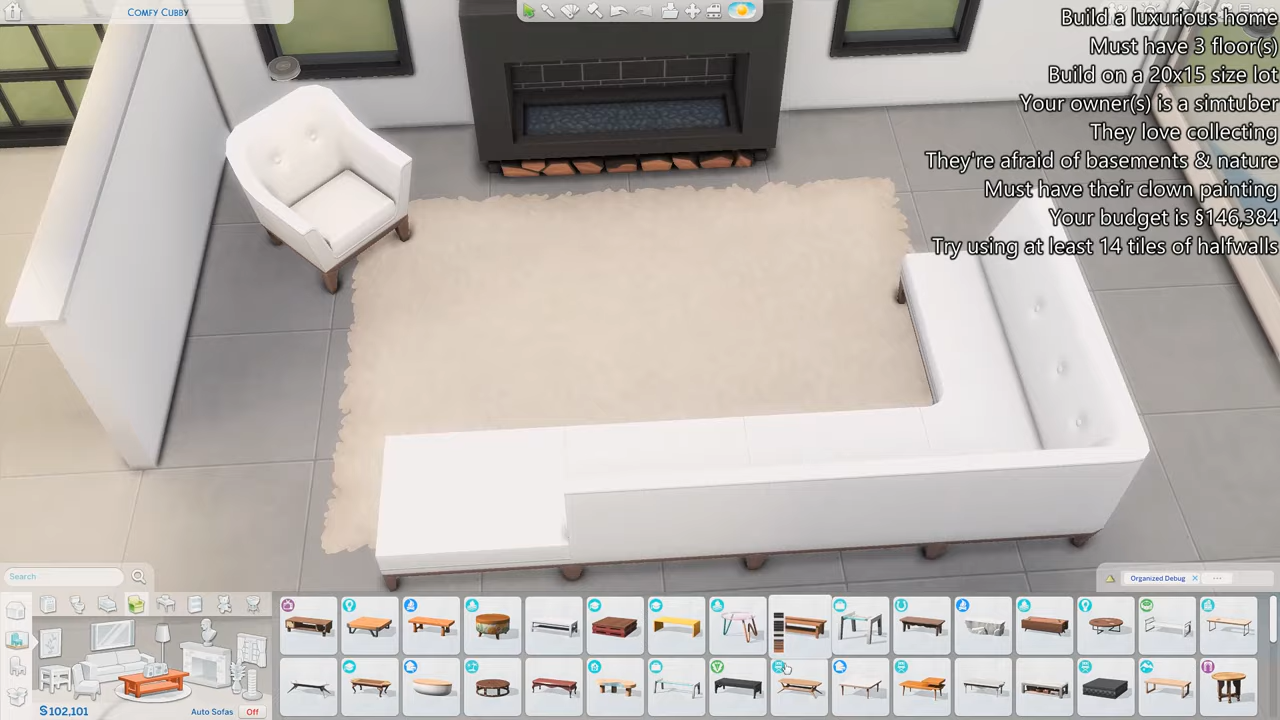 COMFY CUBBY
Build a luxurious home
Must have 3 floor(s)
Build on a 20x15 size lot
Your owner(s) is a simtuber
They love collecting
They're afraid of basements & nature
Must have their clown painting
Your budget is §146,384
Try using at least 14 tiles of halfwalls
Search
Organized Debug
§102,101
Auto Sofas Off